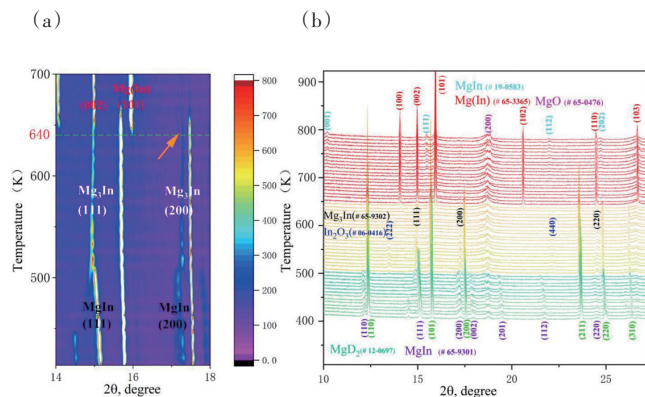 (a)
(b)
Temperature (K)
700
640
600
500
Mg(In)
(002) (101)
Mg₃In
(111)
Mg₃In
(200)
MgIn
(111)
MgIn
(200)
14 16 18
2θ, degree
800
700
600
500
400
300
200
100
0.0
Temperature (K)
900
800
700
600
500
400
MgIn (# 19-0583)
Mg(In) (# 65-3365) MgO (# 65-0476)
(001) (100) (002) (111) (101) (200) (102) (112) (110) (202) (103)
Mg₃In(# 65-9302)
In₂O₃(# 06-0416)
(222) (111) (200) (440) (220)
(110) (110) (111) (101) (200) (200) (002) (201) (112) (211) (220) (220) (310)
MgD₂(# 12-0697) MgIn (# 65-9301)
10 15 20 25
2θ, degree